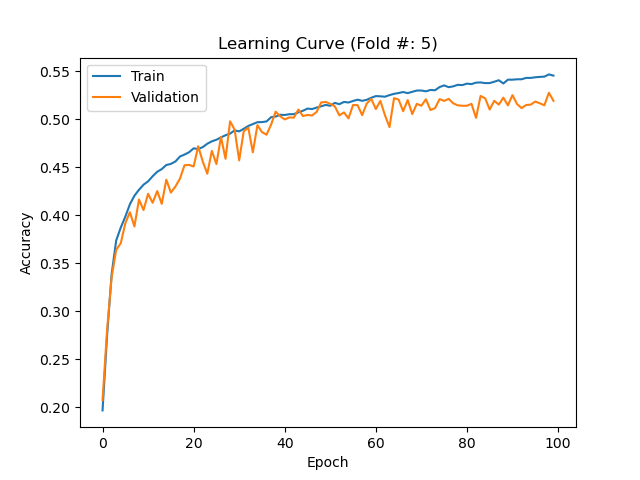 Learning Curve (Fold #: 5)
Train
Validation
0.55
0.50
0.45
0.40
0.35
0.30
0.25
0.20
Accuracy
0 20 40 60 80 100
Epoch